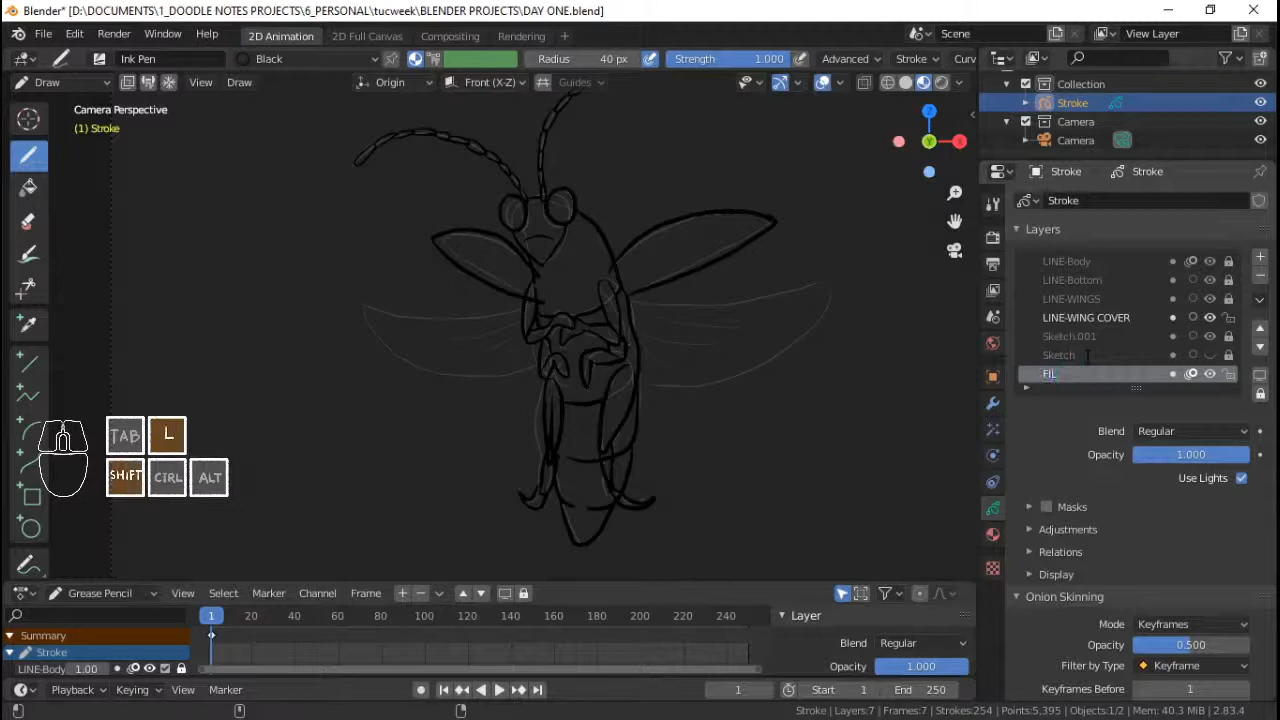 Blender* [D:\DOCUMENTS\1_DOODLE NOTES PROJECTS\6_PERSONAL\tucweek\BLENDER PROJECTS\DAY ONE.blend]
File Edit Render Window Help 2D Animation 2D Full Canvas Compositing Rendering + Scene View Layer
Ink Pen Black Radius 40 px Strength 1.000 Advanced Stroke Curv
Draw View Draw Origin Front (X-Z) Guides
Collection
Stroke
Camera
Camera
Camera Perspective
(1) Stroke
Z
Y
X
Stroke Stroke
Stroke
Layers
LINE-Body
LINE-Bottom
LINE-WINGS
LINE-WING COVER
Sketch.001
Sketch
FIL
Blend Regular
Opacity 1.000
Use Lights
Masks
Adjustments
Relations
Display
Onion Skinning
Mode Keyframes
Opacity 0.500
Filter by Type Keyframe
Keyframes Before 1
TAB L
SHIFT CTRL ALT
Grease Pencil View Select Marker Channel Frame
1 20 40 60 80 100 120 140 160 180 200 220 240
Summary
Stroke
LINE-Body 1.00
Layer
Blend Regular
Opacity 1.000
Playback Keying View Marker 1 Start 1 End 250
Stroke | Layers:7 | Frames:7 | Strokes:254 | Points:5,395 | Objects:1/2 | Mem: 40.3 MiB | 2.83.4